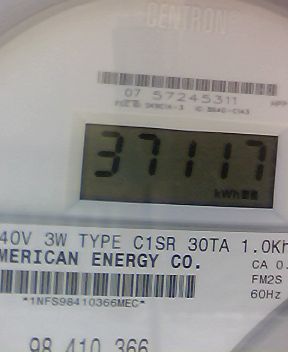 CENTRON
07 57245311
37117
kWh
40V 3W TYPE C1SR 30TA 1.0Kh
MERICAN ENERGY CO.
CA 0.
FM2S
*1NFS98410366MEC*
60Hz
98 410 366